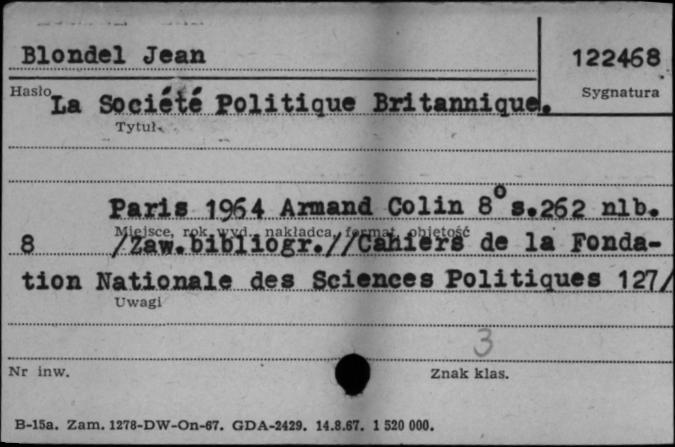 Blondel Jean
122468
Hasło
Sygnatura
La Société Politique Britannique.
Tytuł
Paris 1964 Armand Colin 8° s.262 nlb.
Miejsce, rok wyd., nakładca, format, objętość
8 /Zaw.bibliogr.//Cahiers de la Fonda-
tion Nationale des Sciences Politiques 127/
Uwagi
3
Nr inw.
Znak klas.
B-15a. Zam. 1278-DW-On-67. GDA-2429. 14.8.67. 1 520 000.